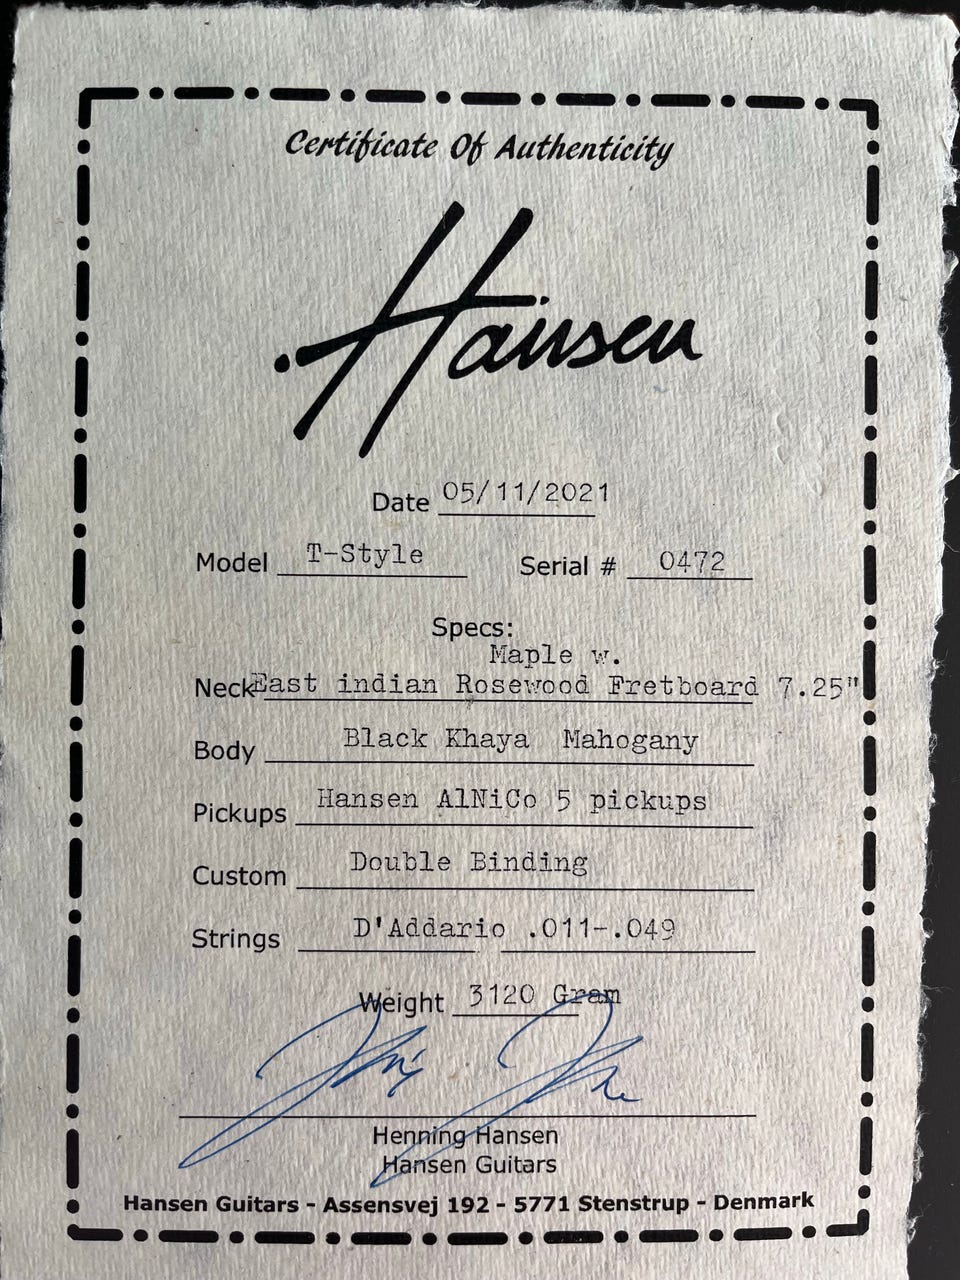 Certificate Of Authenticity
Hansen
Date 05/11/2021
Model T-Style Serial # 0472
Specs:
Maple w.
Neck East indian Rosewood Fretboard 7.25"
Body Black Khaya Mahogany
Pickups Hansen AlNiCo 5 pickups
Custom Double Binding
Strings D'Addario .011-.049
Weight 3120 Gram
Henning Hansen
Hansen Guitars
Hansen Guitars - Assensvej 192 - 5771 Stenstrup - Denmark